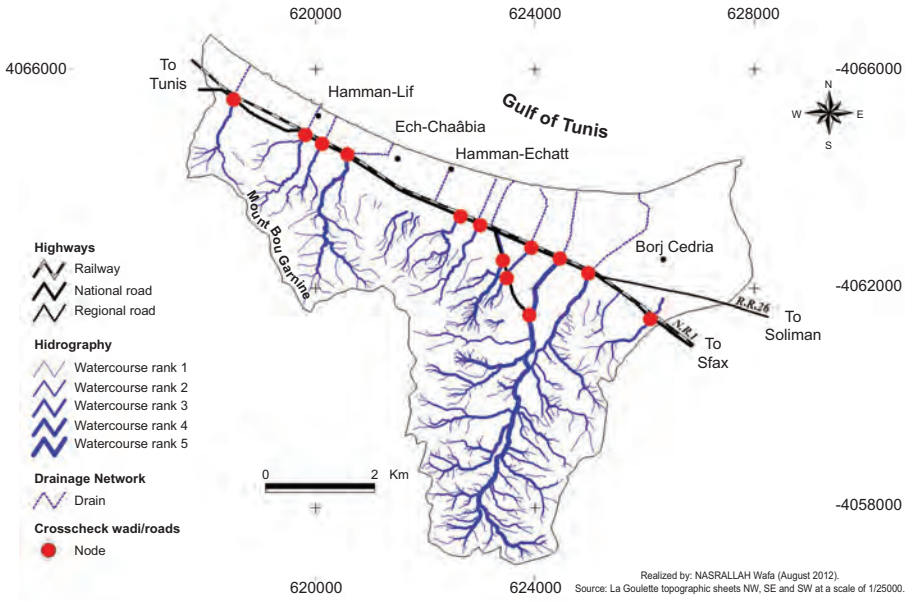 620000
624000
628000
4066000
-4066000
To
Tunis
Hamman-Lif
Gulf of Tunis
N
W
E
S
Ech-Chaâbia
Hamman-Echatt
Mount Bou Garnine
Borj Cedria
Highways
Railway
National road
Regional road
-4062000
R.R.26
To
Soliman
N.R.1
To
Sfax
Hidrography
Watercourse rank 1
Watercourse rank 2
Watercourse rank 3
Watercourse rank 4
Watercourse rank 5
0
2
Km
Drainage Network
Drain
-4058000
Crosscheck wadi/roads
Node
620000
624000
Realized by: NASRALLAH Wafa (August 2012).
Source: La Goulette topographic sheets NW, SE and SW at a scale of 1/25000.